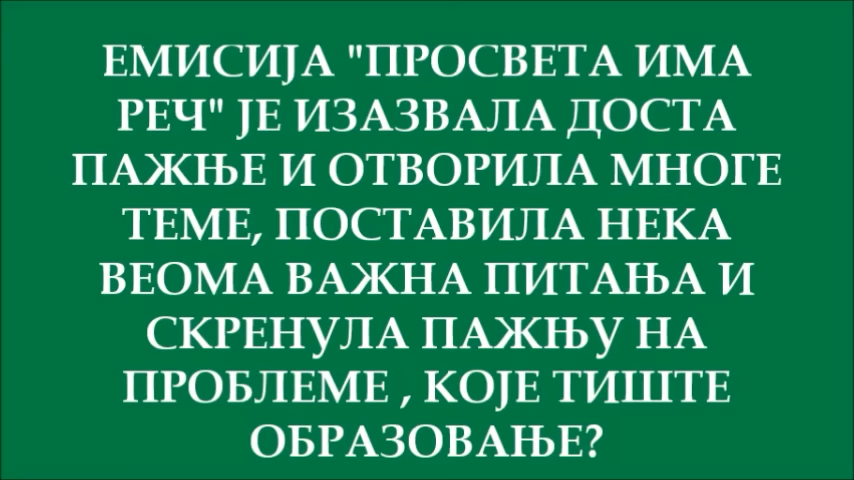 ЕМИСИЈА "ПРОСВЕТА ИМА
РЕЧ" ЈЕ ИЗАЗВАЛА ДОСТА
ПАЖЊЕ И ОТВОРИЛА МНОГЕ
ТЕМЕ, ПОСТАВИЛА НЕКА
ВЕОМА ВАЖНА ПИТАЊА И
СКРЕНУЛА ПАЖЊУ НА
ПРОБЛЕМЕ , КОЈЕ ТИШТЕ
ОБРАЗОВАЊЕ?